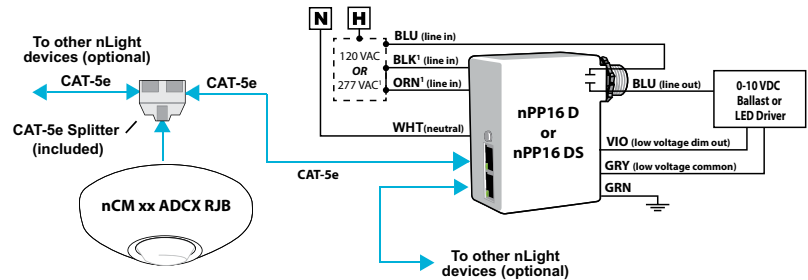 N
H
BLU (line in)
To other nLight
devices (optional)
120 VAC
OR
277 VAC¹
BLK¹ (line in)
ORN¹ (line in)
CAT-5e
CAT-5e
BLU (line out)
0-10 VDC
Ballast or
LED Driver
nPP16 D
or
nPP16 DS
CAT-5e Splitter
(included)
WHT(neutral)
VIO (low voltage dim out)
GRY (low voltage common)
CAT-5e
GRN
nCM xx ADCX RJB
To other nLight
devices (optional)